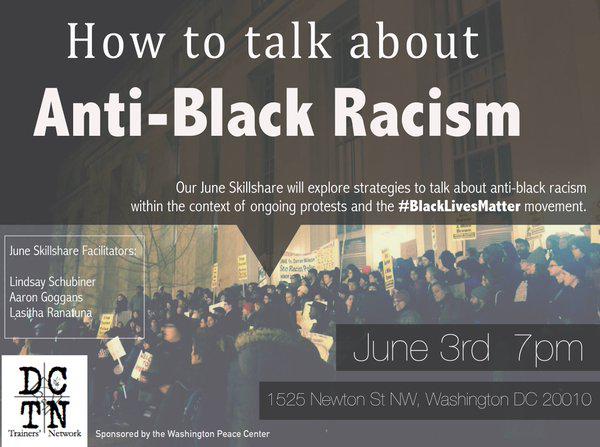 How to talk about
Anti-Black Racism
Our June Skillshare will explore strategies to talk about anti-black racism
within the context of ongoing protests and the #BlackLivesMatter movement.
June Skillshare Facilitators:
Lindsay Schubiner
Aaron Goggans
Lasitha Ranatuna
June 3rd 7pm
1525 Newton St NW, Washington DC 20010
DC
TN
Trainers' Network
Sponsored by the Washington Peace Center